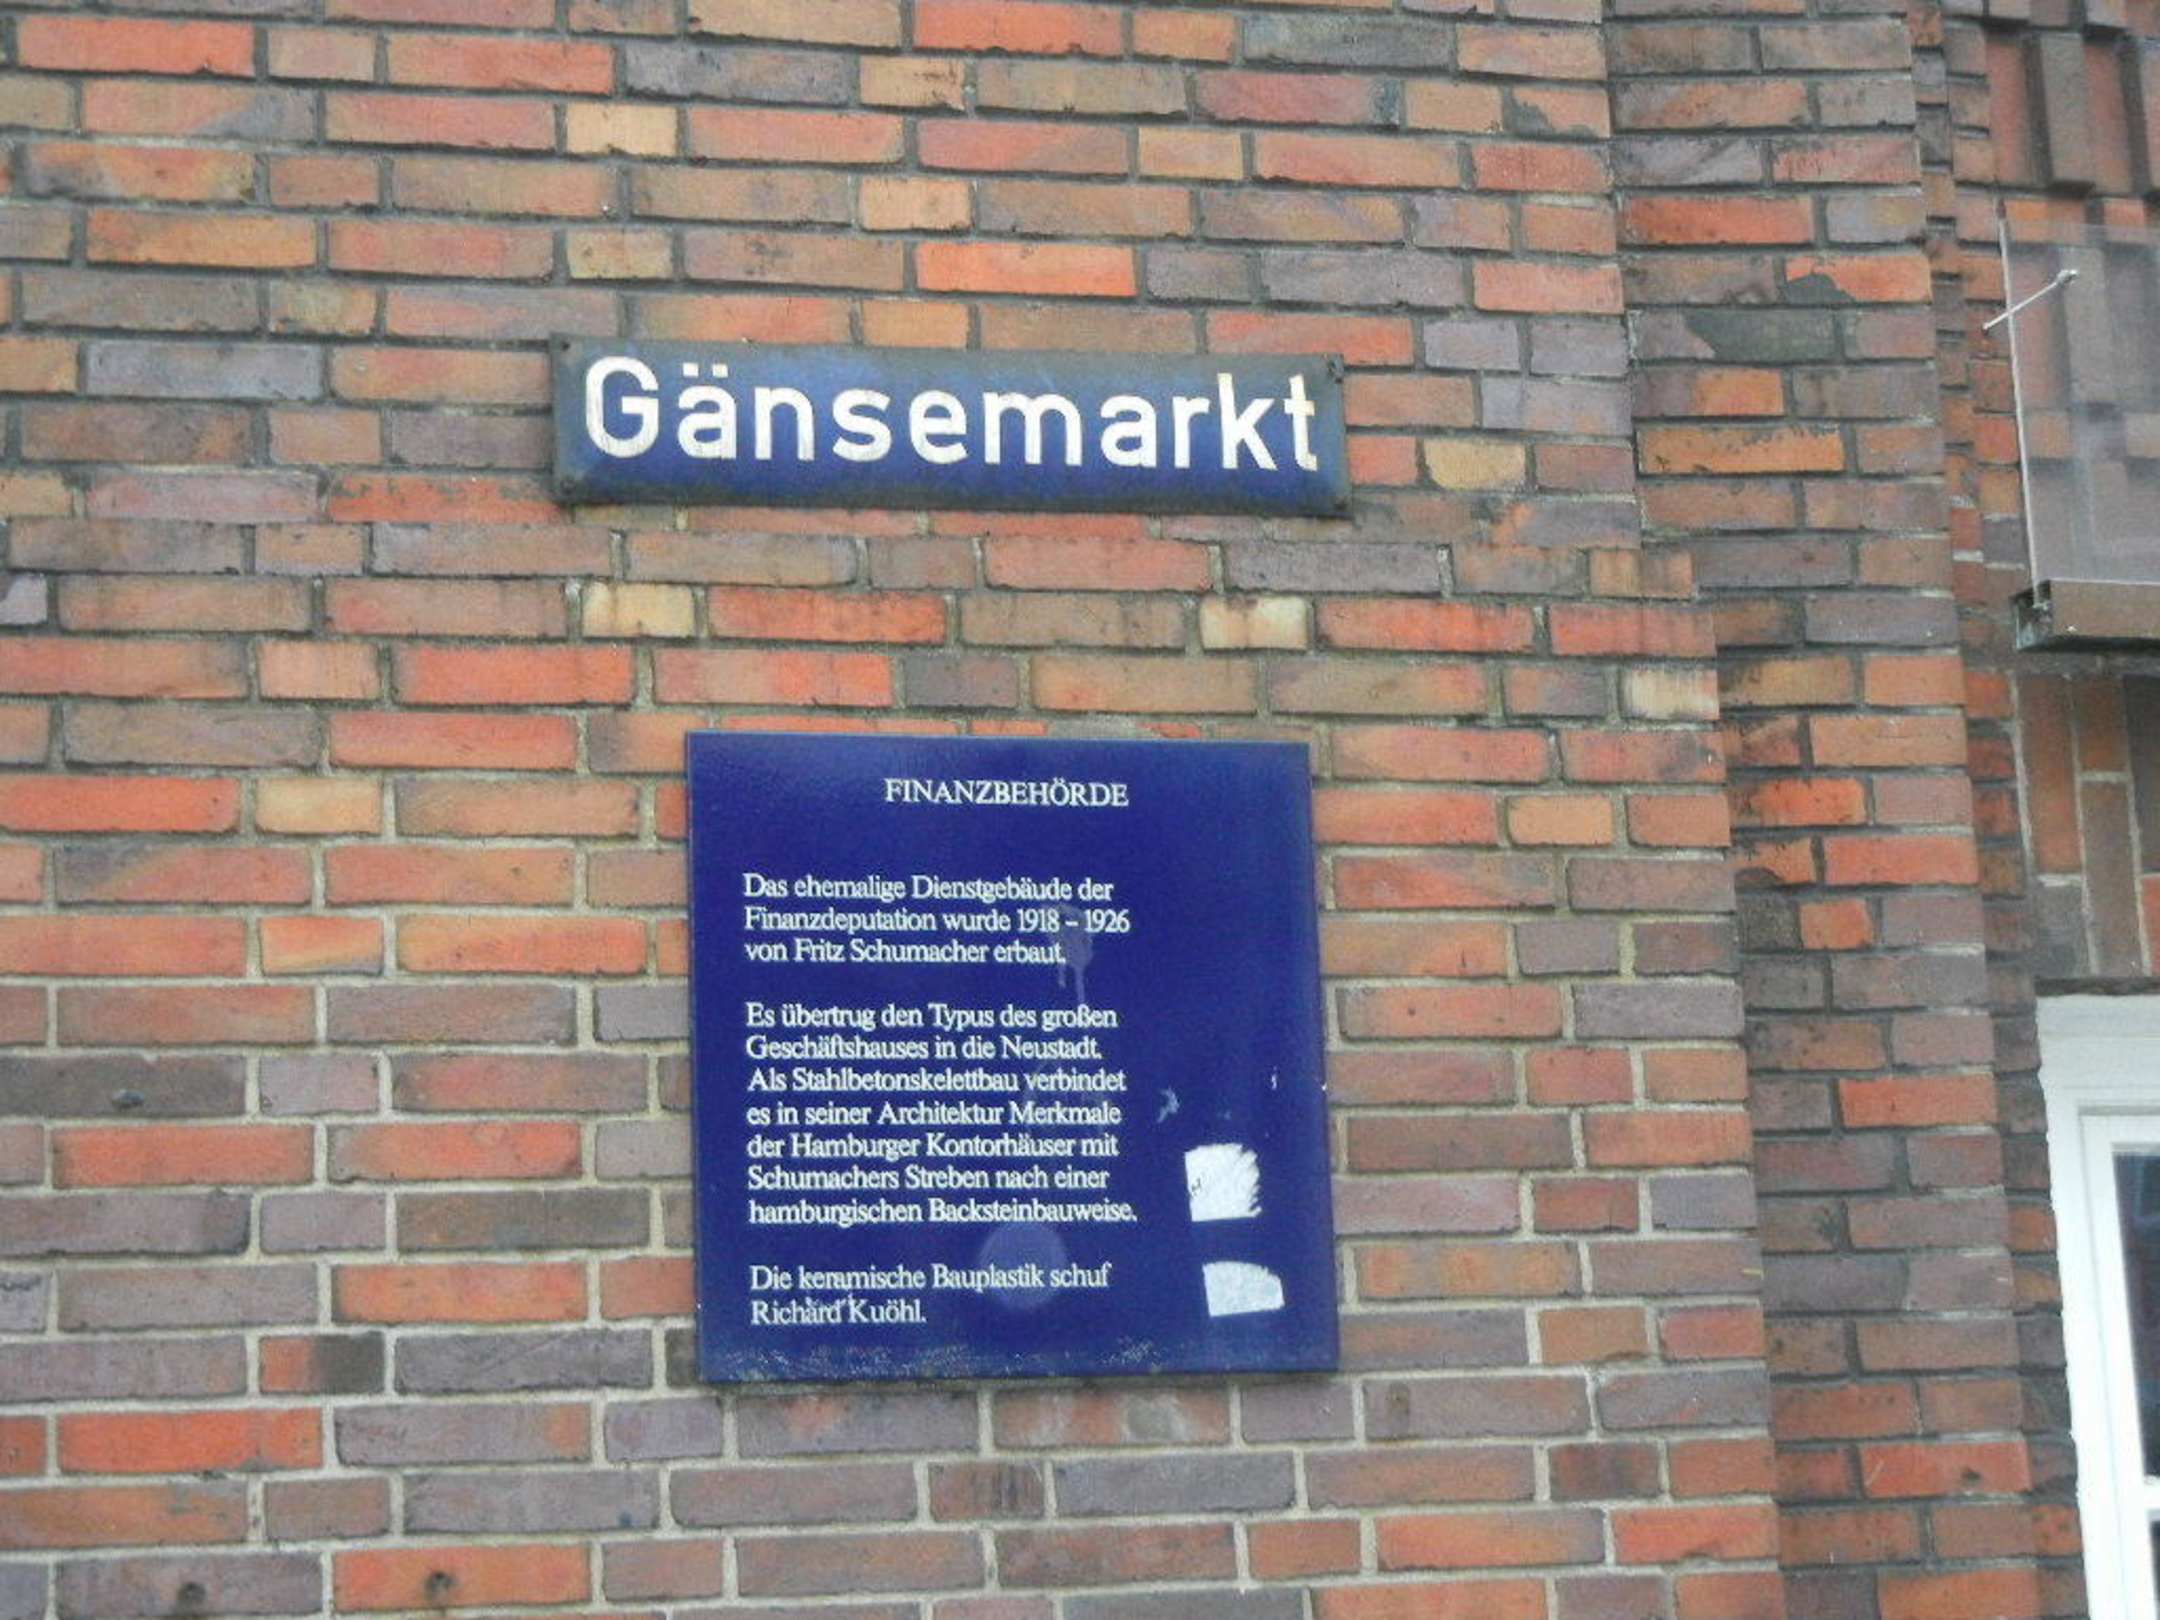 Gänsemarkt
FINANZBEHÖRDE
Das ehemalige Dienstgebäude der
Finanzdeputation wurde 1918 – 1926
von Fritz Schumacher erbaut.
Es übertrug den Typus des großen
Geschäftshauses in die Neustadt.
Als Stahlbetonskelettbau verbindet
es in seiner Architektur Merkmale
der Hamburger Kontorhäuser mit
Schumachers Streben nach einer
hamburgischen Backsteinbauweise.
Die keramische Bauplastik schuf
Richard Kuöhl.